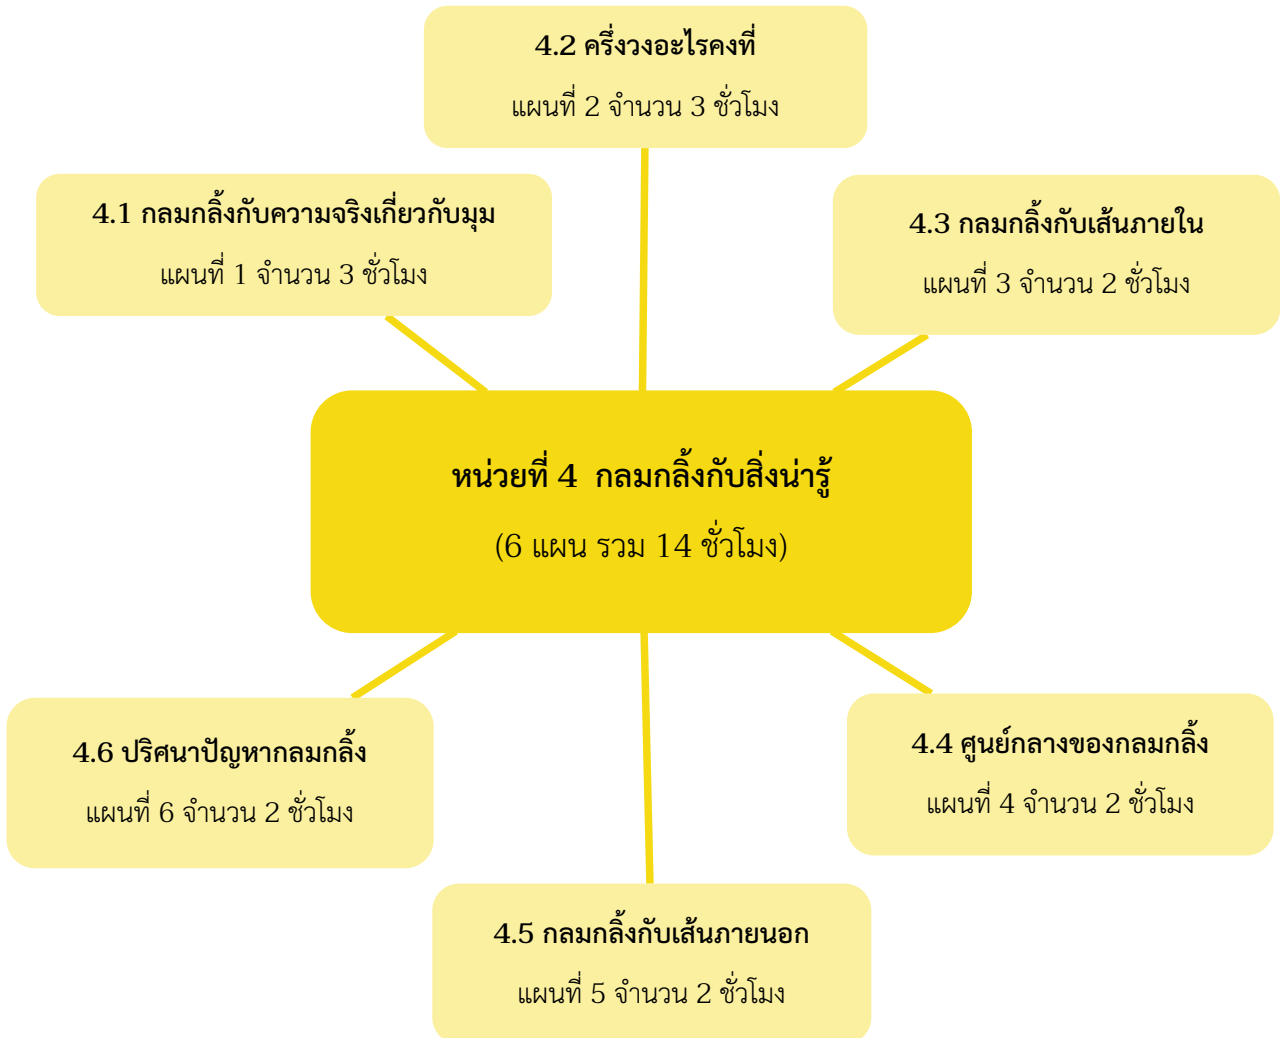 4.2 ครึ่งวงอะไรคงที่
แผนที่ 2 จำนวน 3 ชั่วโมง
4.1 กลมกลิ้งกับความจริงเกี่ยวกับมุม
แผนที่ 1 จำนวน 3 ชั่วโมง
4.3 กลมกลิ้งกับเส้นภายใน
แผนที่ 3 จำนวน 2 ชั่วโมง
หน่วยที่ 4 กลมกลิ้งกับสิ่งน่ารู้
(6 แผน รวม 14 ชั่วโมง)
4.6 ปริศนาปัญหากลมกลิ้ง
แผนที่ 6 จำนวน 2 ชั่วโมง
4.4 ศูนย์กลางของกลมกลิ้ง
แผนที่ 4 จำนวน 2 ชั่วโมง
4.5 กลมกลิ้งกับเส้นภายนอก
แผนที่ 5 จำนวน 2 ชั่วโมง